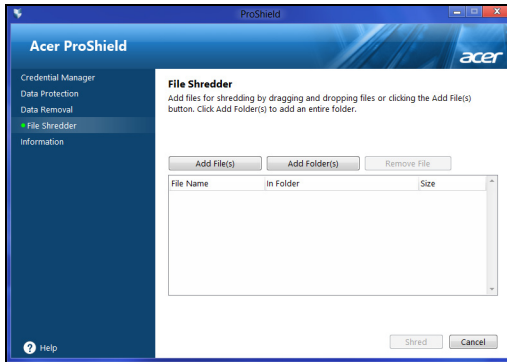 ProShield
Acer ProShield
acer
Credential Manager
Data Protection
Data Removal
File Shredder
Information
Help
File Shredder
Add files for shredding by dragging and dropping files or clicking the Add File(s)
button. Click Add Folder(s) to add an entire folder.
Add File(s) Add Folder(s) Remove File
File Name In Folder Size
Shred Cancel